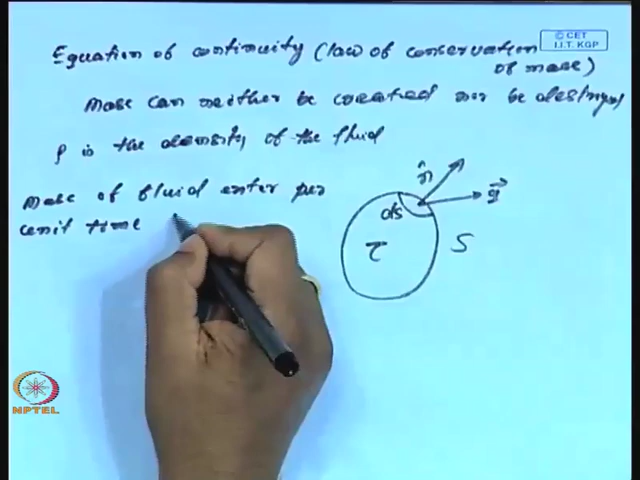 © CET
I.I.T. KGP
Equation of continuity (law of conservation
of mass)
Mass can neither be created nor be destroyed
ρ is the density of the fluid
Mass of fluid enter per
unit time
n̂
q⃗
ds
τ
S
NPTEL